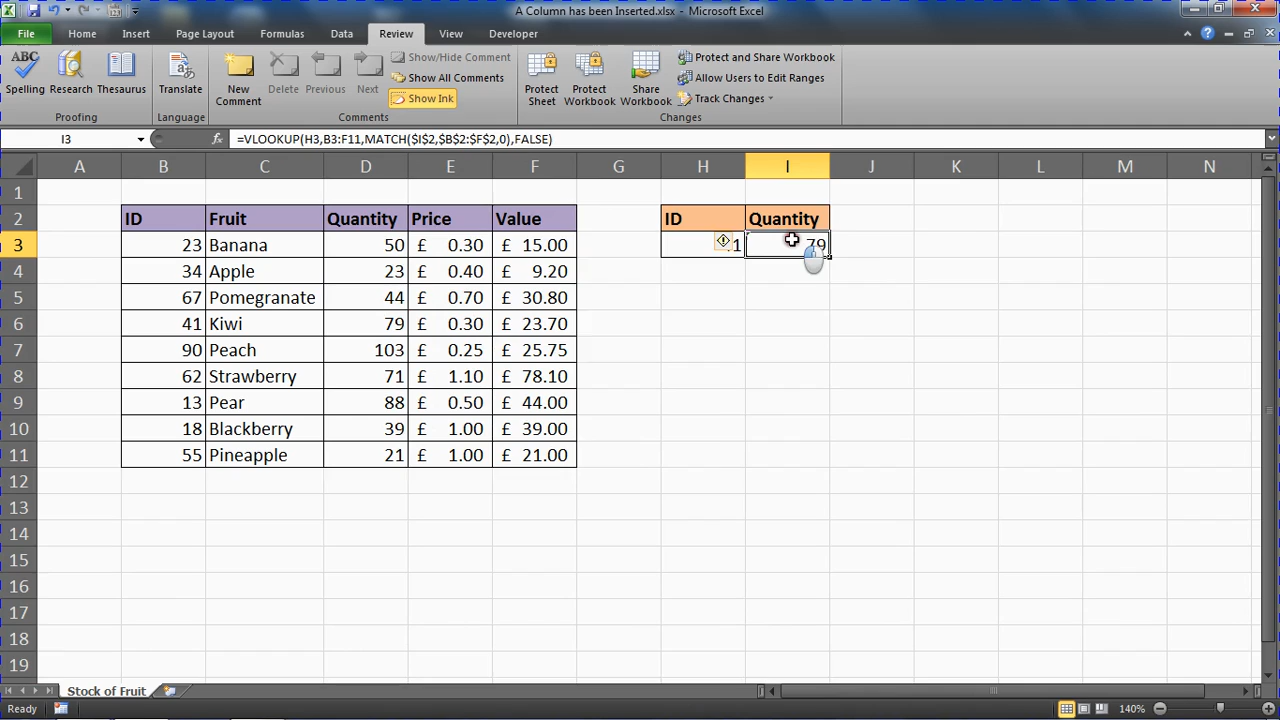 A Column has been Inserted.xlsx - Microsoft Excel
File Home Insert Page Layout Formulas Data Review View Developer
Spelling Research Thesaurus
Proofing
Translate
Language
New Comment Delete Previous Next
Show/Hide Comment
Show All Comments
Show Ink
Comments
Protect Sheet Protect Workbook Share Workbook
Protect and Share Workbook
Allow Users to Edit Ranges
Track Changes
Changes
I3 fx =VLOOKUP(H3,B3:F11,MATCH($I$2,$B$2:$F$2,0),FALSE)
A B C D E F G H I J K L M N
1
2 ID Fruit Quantity Price Value ID Quantity
3 23 Banana 50 £ 0.30 £ 15.00 1 79
4 34 Apple 23 £ 0.40 £ 9.20
5 67 Pomegranate 44 £ 0.70 £ 30.80
6 41 Kiwi 79 £ 0.30 £ 23.70
7 90 Peach 103 £ 0.25 £ 25.75
8 62 Strawberry 71 £ 1.10 £ 78.10
9 13 Pear 88 £ 0.50 £ 44.00
10 18 Blackberry 39 £ 1.00 £ 39.00
11 55 Pineapple 21 £ 1.00 £ 21.00
12
13
14
15
16
17
18
19
Stock of Fruit
Ready 140%